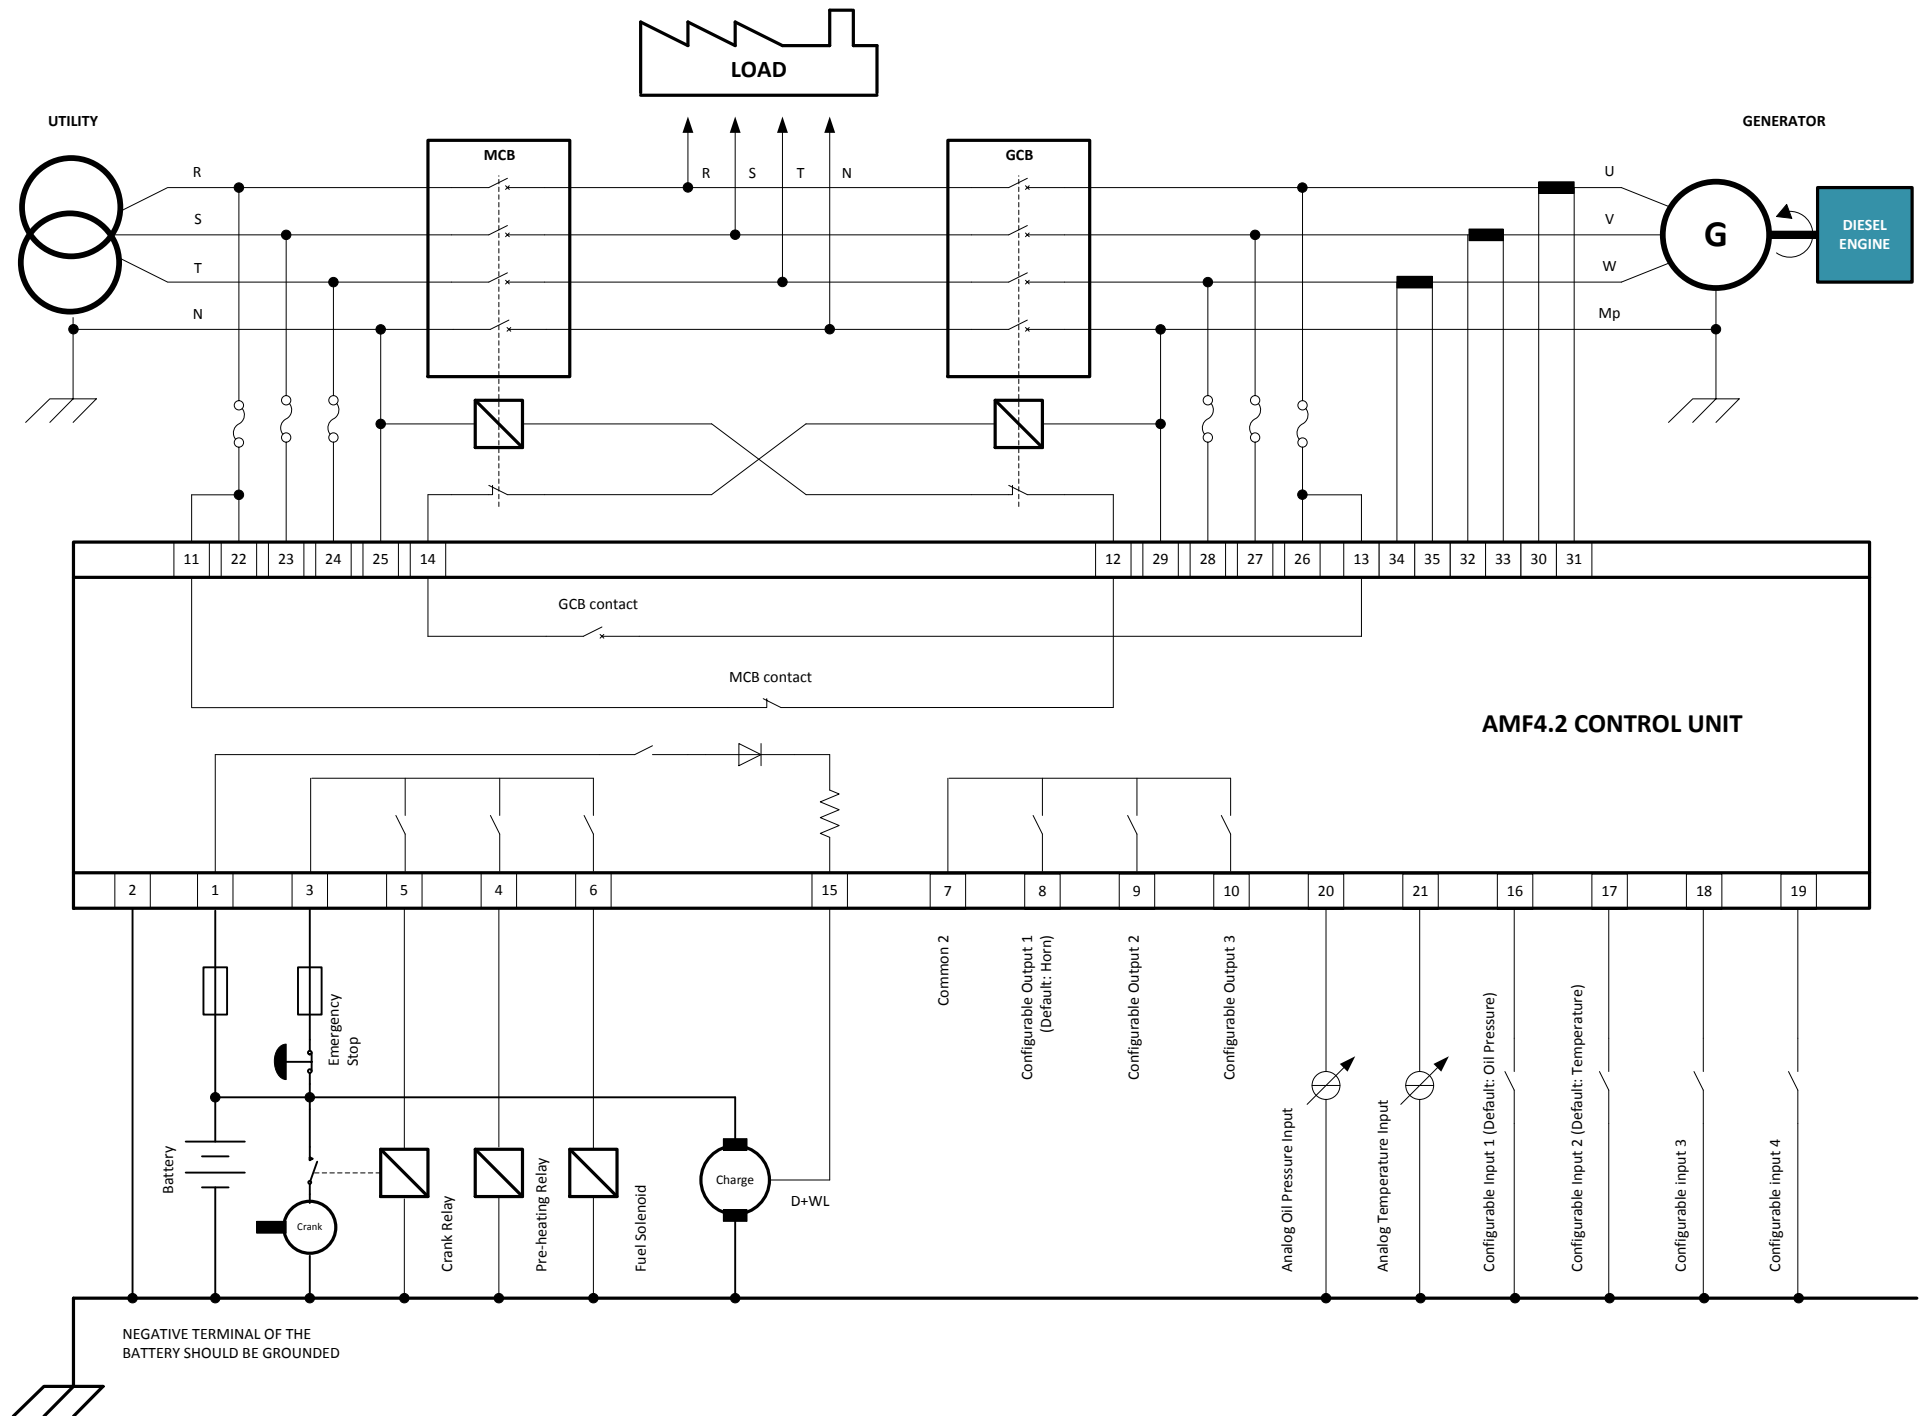 LOAD
UTILITY
GENERATOR
MCB
GCB
R
R
S
T
N
U
S
V
G
DIESEL
ENGINE
T
W
N
Mp
11
22
23
24
25
14
12
29
28
27
26
13
34
35
32
33
30
31
GCB contact
MCB contact
AMF4.2 CONTROL UNIT
2
1
3
5
4
6
15
7
8
9
10
20
21
16
17
18
19
Emergency
Stop
Common 2
Configurable Output 1
(Default: Horn)
Configurable Output 2
Configurable Output 3
Battery
Crank
Crank Relay
Pre-heating Relay
Fuel Solenoid
Charge
D+WL
Analog Oil Pressure Input
Analog Temperature Input
Configurable Input 1 (Default: Oil Pressure)
Configurable Input 2 (Default: Temperature)
Configurable input 3
Configurable input 4
NEGATIVE TERMINAL OF THE
BATTERY SHOULD BE GROUNDED